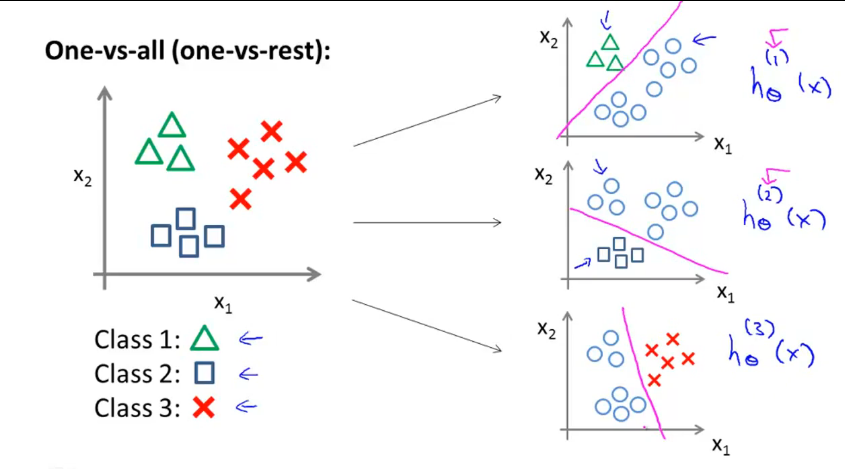 One-vs-all (one-vs-rest):
x₂
x₁
Class 1:
Class 2:
Class 3:
x₂
x₁
hθ⁽¹⁾(x)
x₂
x₁
hθ⁽²⁾(x)
x₂
x₁
hθ⁽³⁾(x)